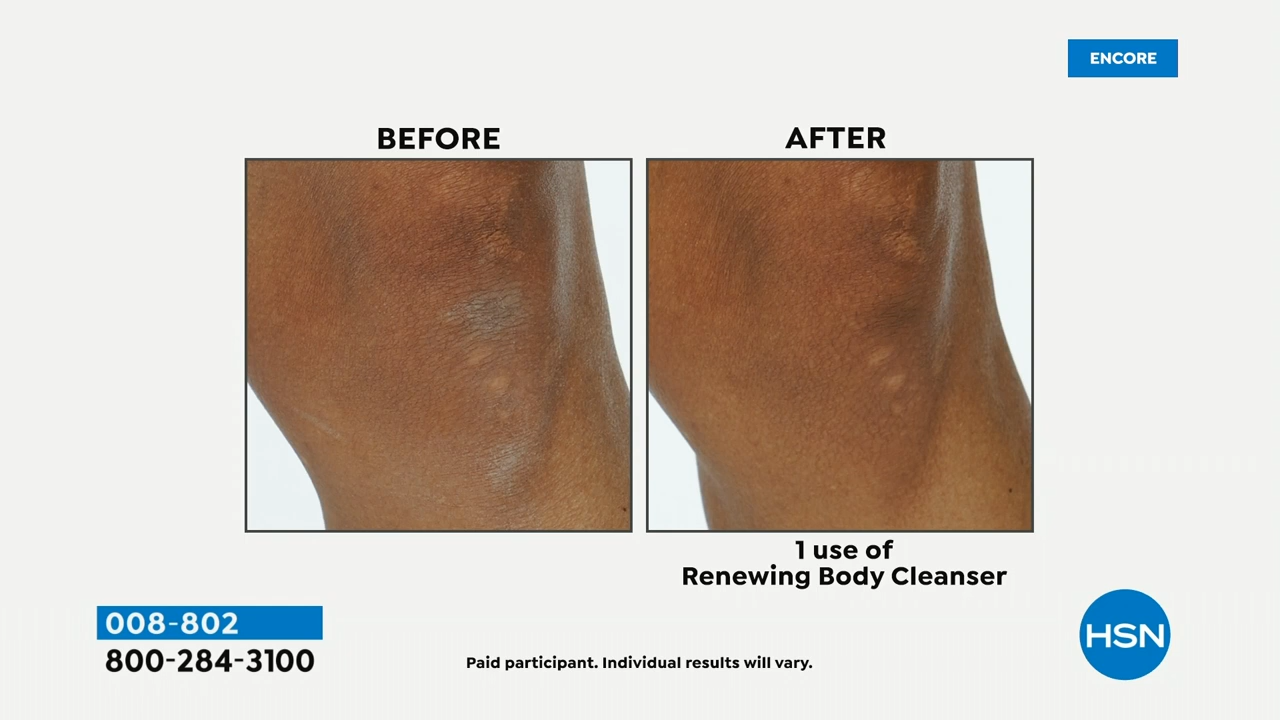 ENCORE
BEFORE
AFTER
1 use of
Renewing Body Cleanser
008-802
800-284-3100
Paid participant. Individual results will vary.
HSN